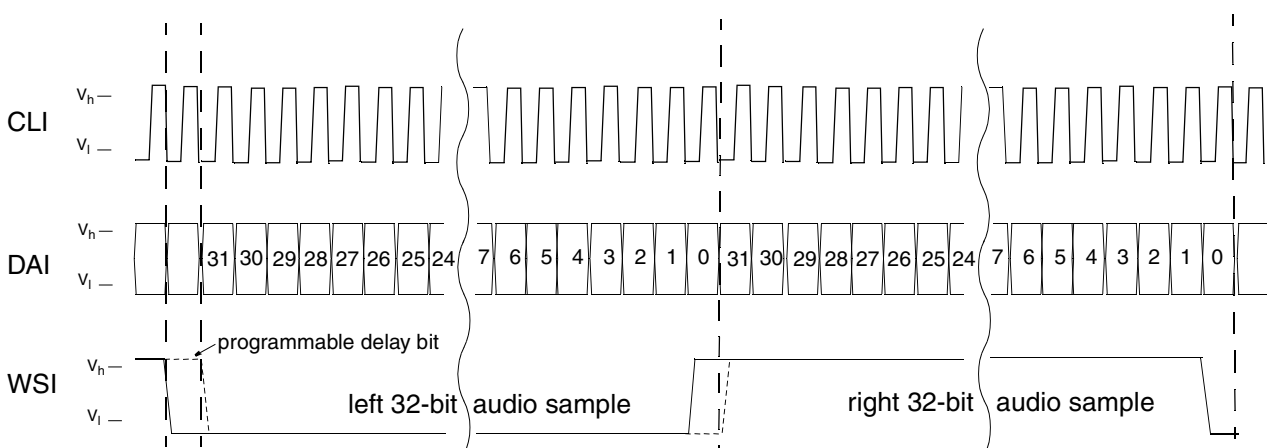 CLI
Vh
Vl
DAI
Vh
Vl
31 30 29 28 27 26 25 24 7 6 5 4 3 2 1 0 31 30 29 28 27 26 25 24 7 6 5 4 3 2 1 0
WSI
Vh
Vl
programmable delay bit
left 32-bit audio sample
right 32-bit audio sample